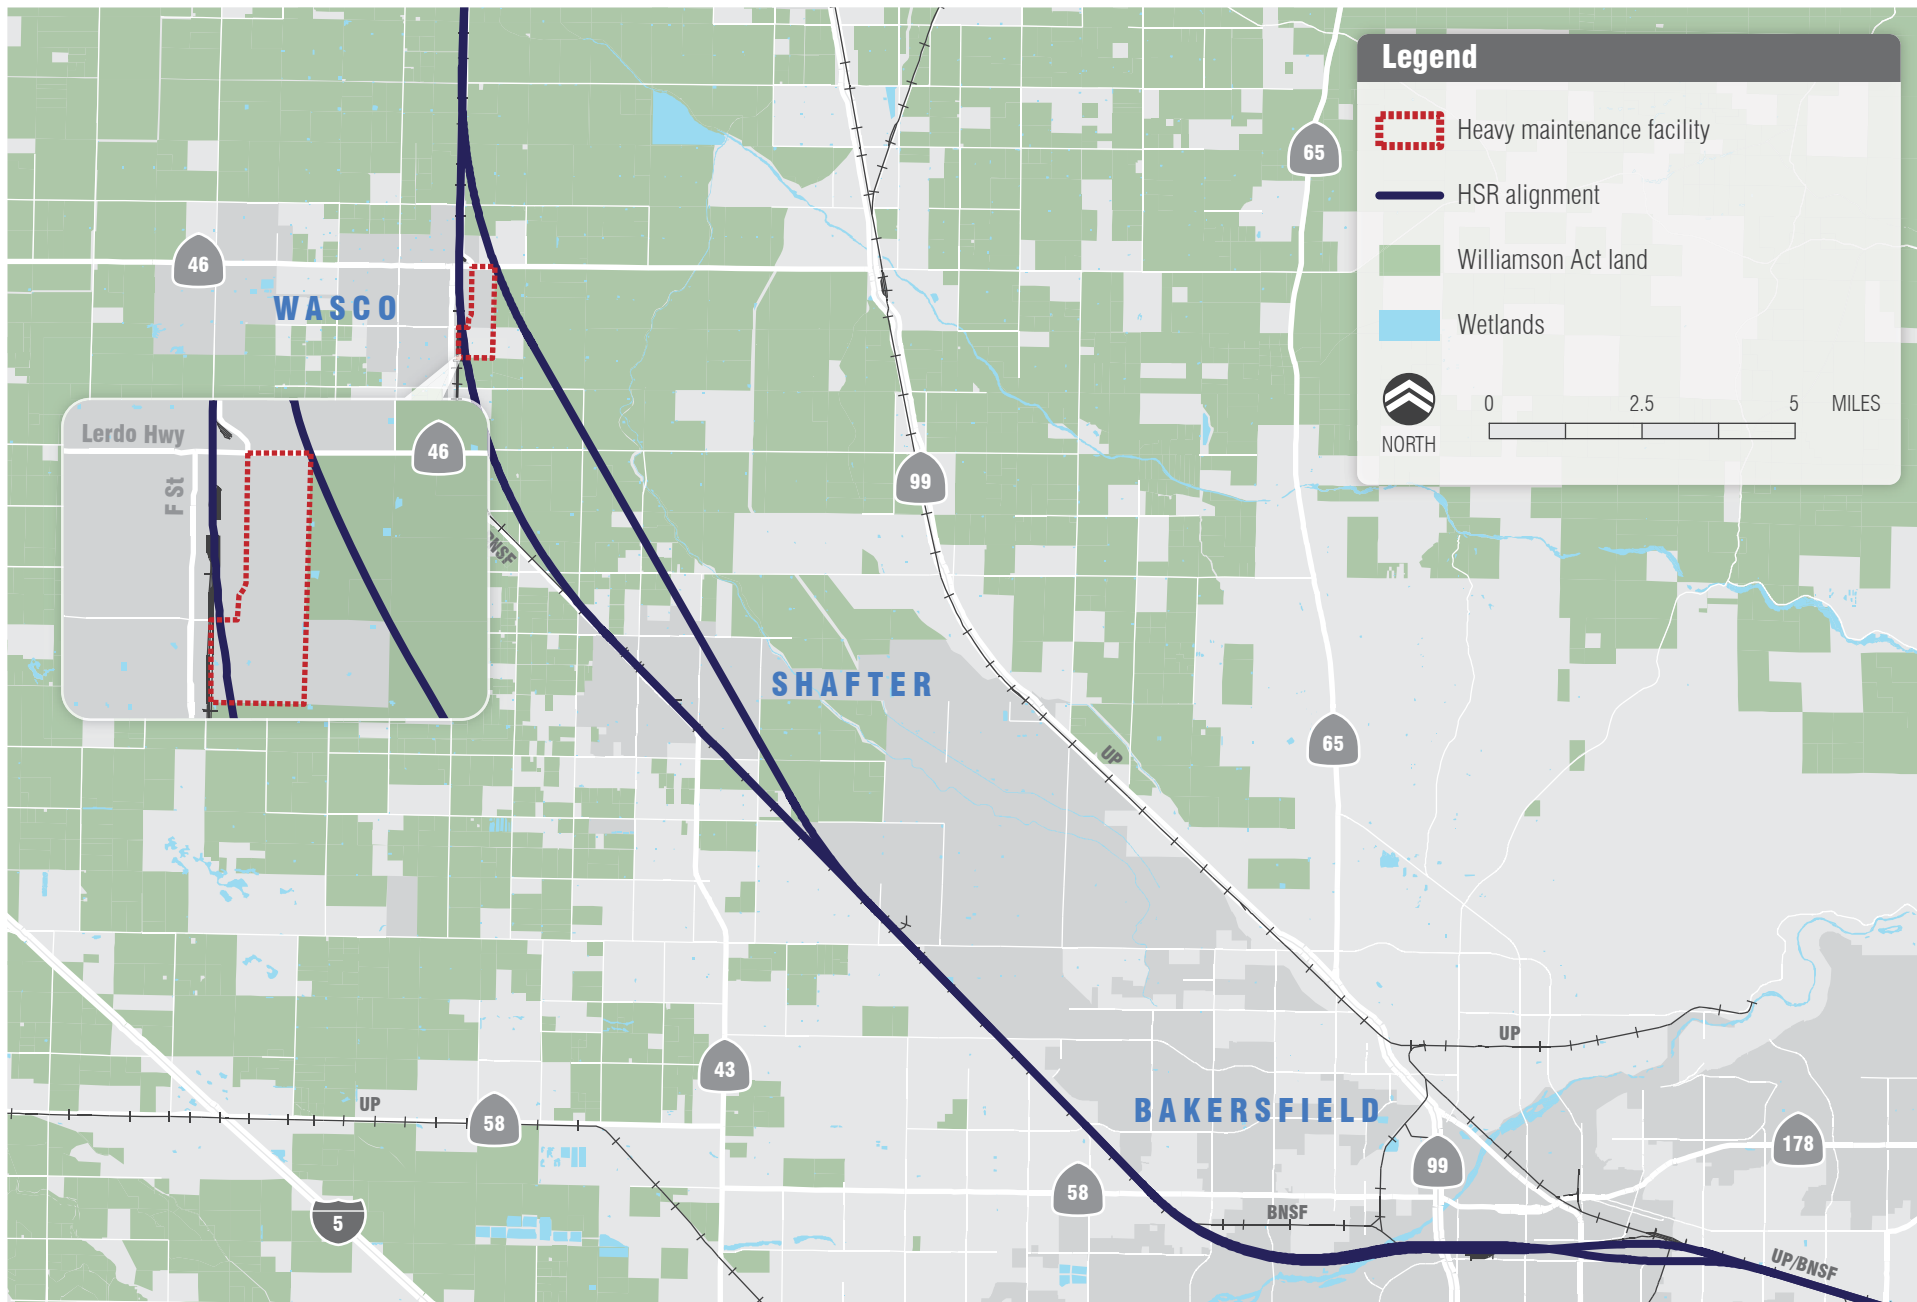 Legend
Heavy maintenance facility
HSR alignment
Williamson Act land
Wetlands
0 2.5 5 MILES
NORTH
65
46
WASCO
Lerdo Hwy
46
F St
99
BNSF
SHAFTER
65
UP
UP
43
UP
58
BAKERSFIELD
178
99
58
5
BNSF
UP/BNSF